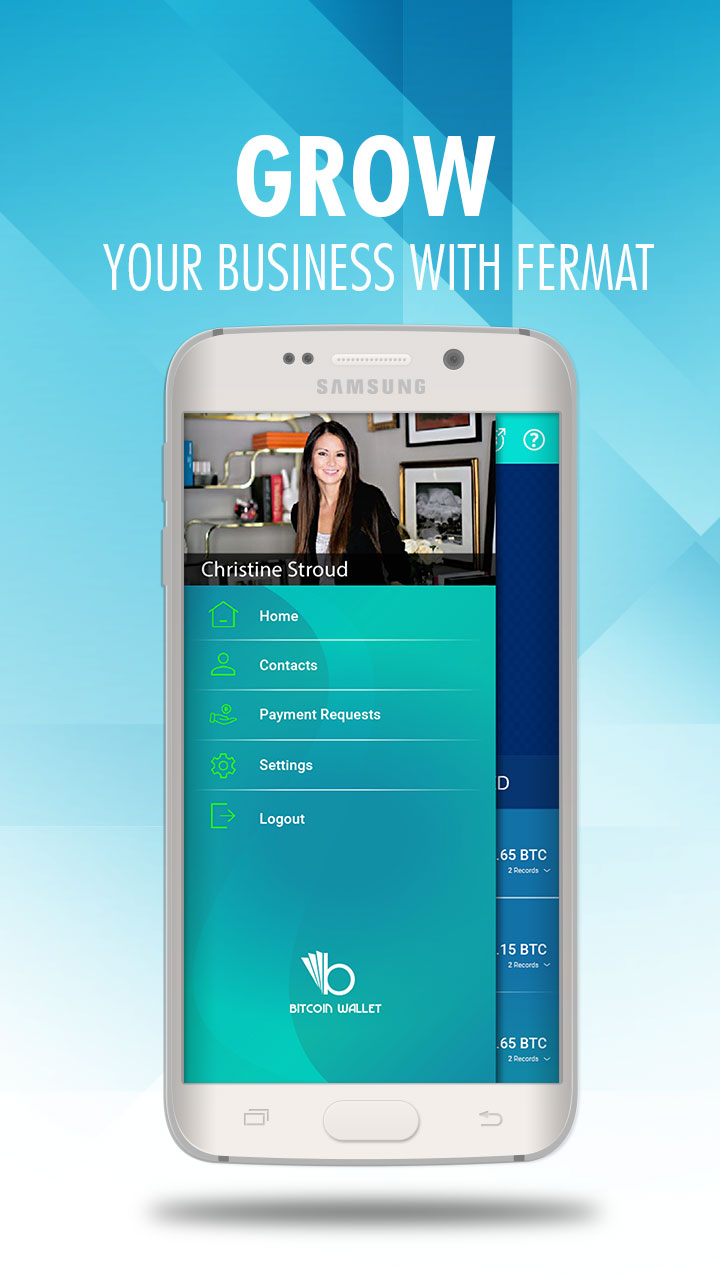 GROW
YOUR BUSINESS WITH FERMAT
SAMSUNG
Christine Stroud
Home
Contacts
Payment Requests
Settings
Logout
BITCOIN WALLET
?
D
.65 BTC
2 Records
.15 BTC
2 Records
.65 BTC
2 Records